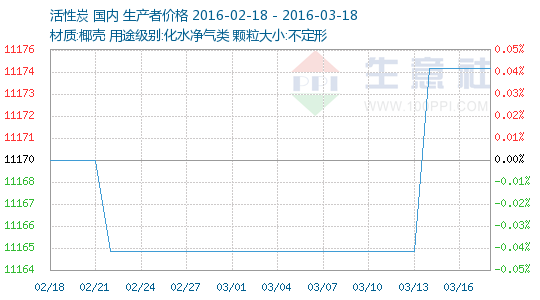 活性炭 国内 生产者价格 2016-02-18 - 2016-03-18
材质:椰壳 用途级别:化水净气类 颗粒大小:不定形
11176 0.05%
11174 0.04%
11173 0.03%
11172 0.02%
11171 0.01%
11170 0.00%
11168 -0.01%
11167 -0.02%
11166 -0.03%
11165 -0.04%
11164 -0.05%
02/18 02/21 02/24 02/27 03/01 03/04 03/07 03/10 03/13 03/16
PPI 生意社
WWW.100PPI.COM